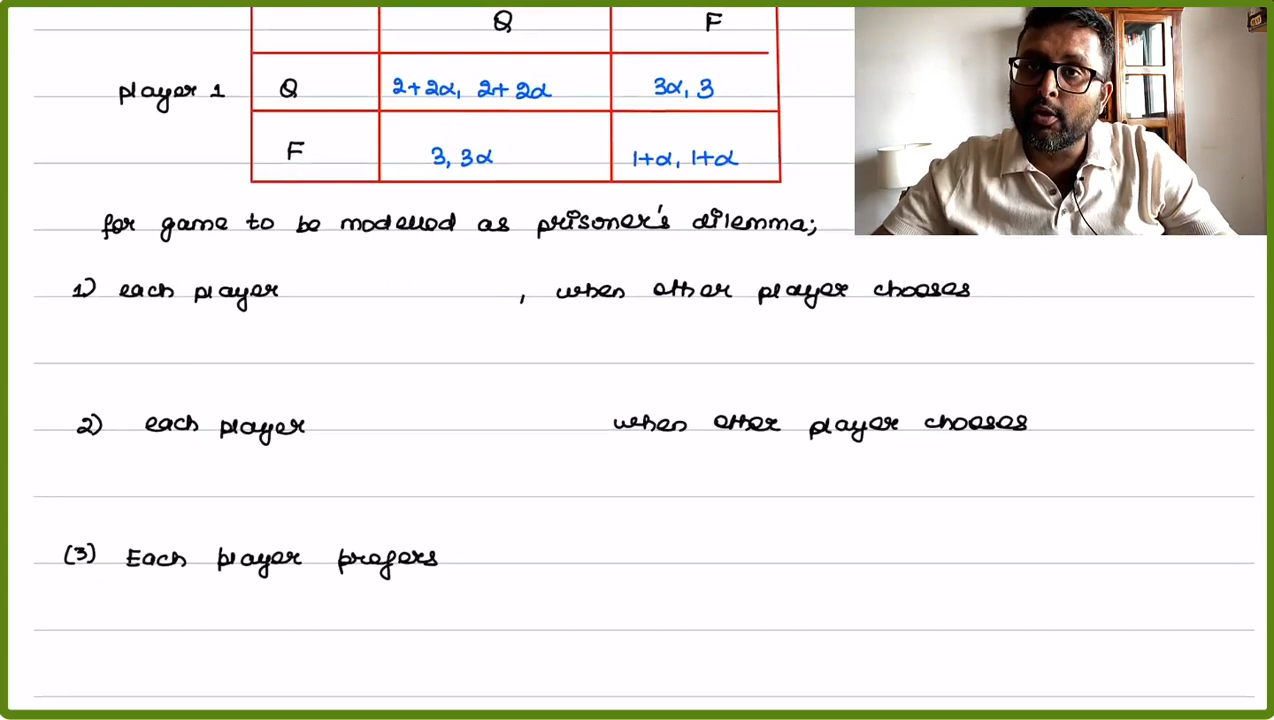 Q F
player 1 Q 2+2α, 2+2α 3α, 3
F 3, 3α 1+α, 1+α
for game to be modelled as prisoner's dilemma;
1) each player , when other player chooses
2) each player when other player chooses
(3) Each player prefers